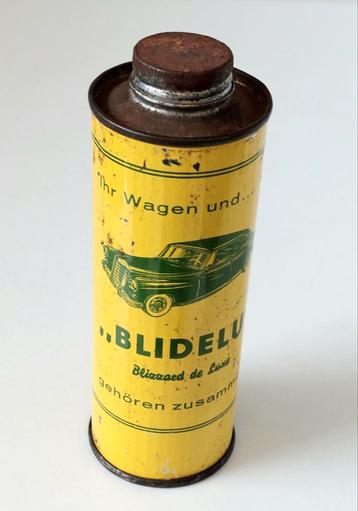 Ihr Wagen und...
„BLIDELU
Blizzard de Luxe
gehören zusamm